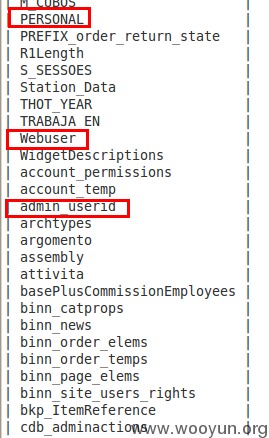 | M_CUBOS |
| PERSONAL |
| PREFIX_order_return_state |
| R1Length |
| S_SESSOES |
| Station_Data |
| THOT_YEAR |
| TRABAJA_EN |
| Webuser |
| WidgetDescriptions |
| account_permissions |
| account_temp |
| admin_userid |
| archtypes |
| argomento |
| assembly |
| attivita |
| basePlusCommissionEmployees |
| binn_catprops |
| binn_news |
| binn_order_elems |
| binn_order_temps |
| binn_page_elems |
| binn_site_users_rights |
| bkp_ItemReference |
| cdb_adminactions |
www.wooyun.org